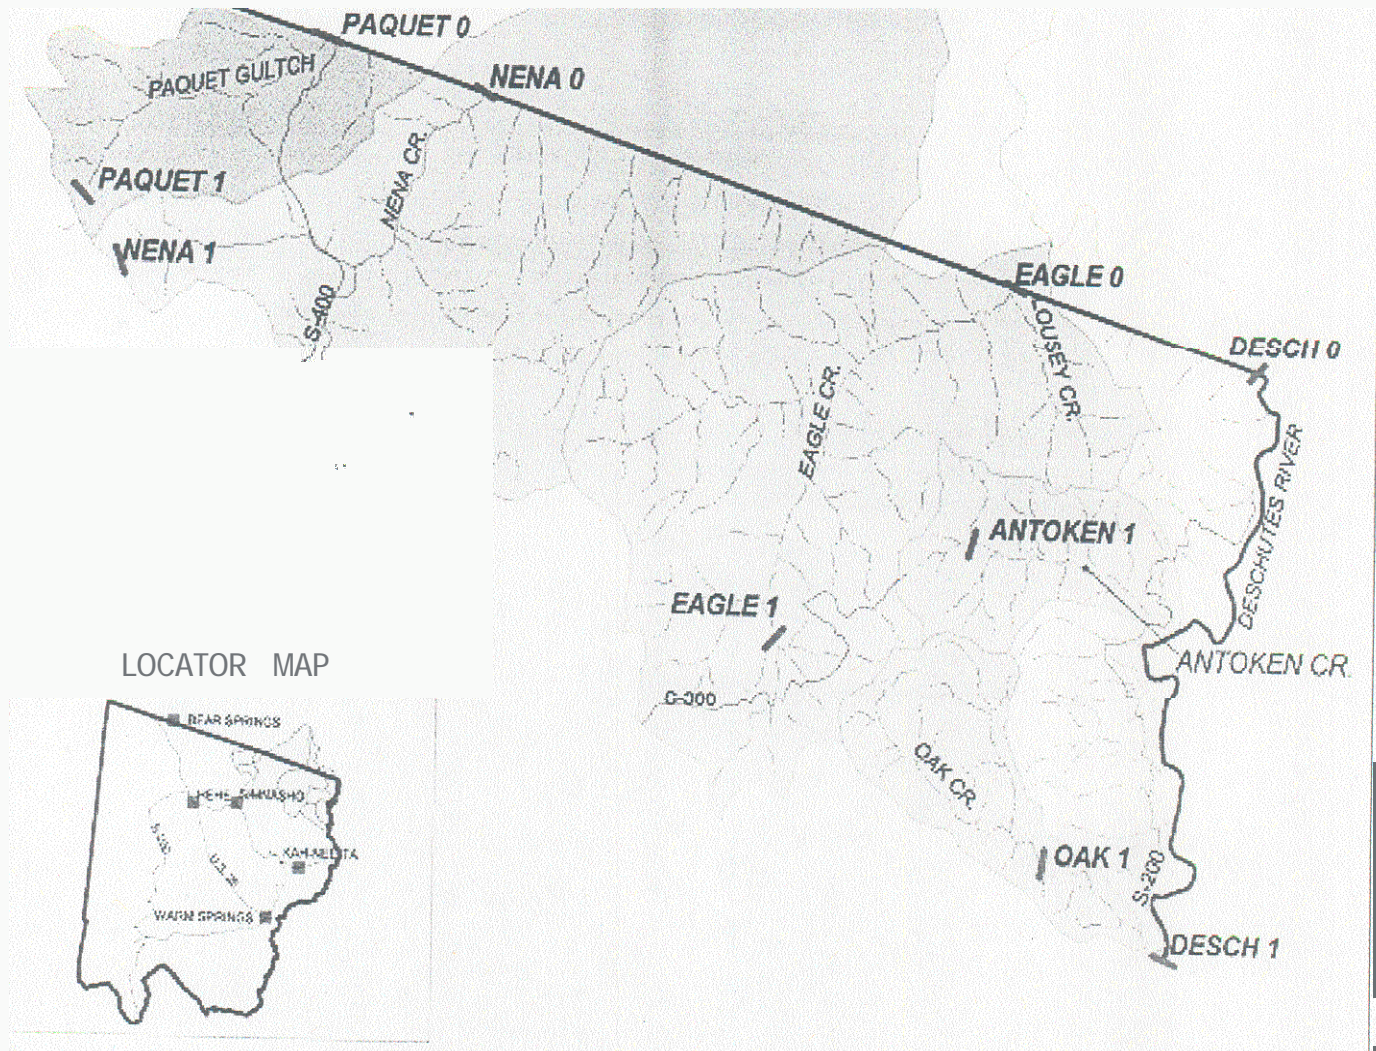 PAQUET 0
PAQUET GULTCH
NENA 0
NENA CR.
PAQUET 1
NENA 1
S-400
EAGLE 0
LOUSEY CR.
DESCH 0
EAGLE CR.
DESCHUTES RIVER
ANTOKEN 1
EAGLE 1
ANTOKEN CR.
LOCATOR MAP
BEAR SPRINGS
HEHE
KAH-NEE-TA
WARM SPRINGS
OAK CR.
OAK 1
S-200
DESCH 1